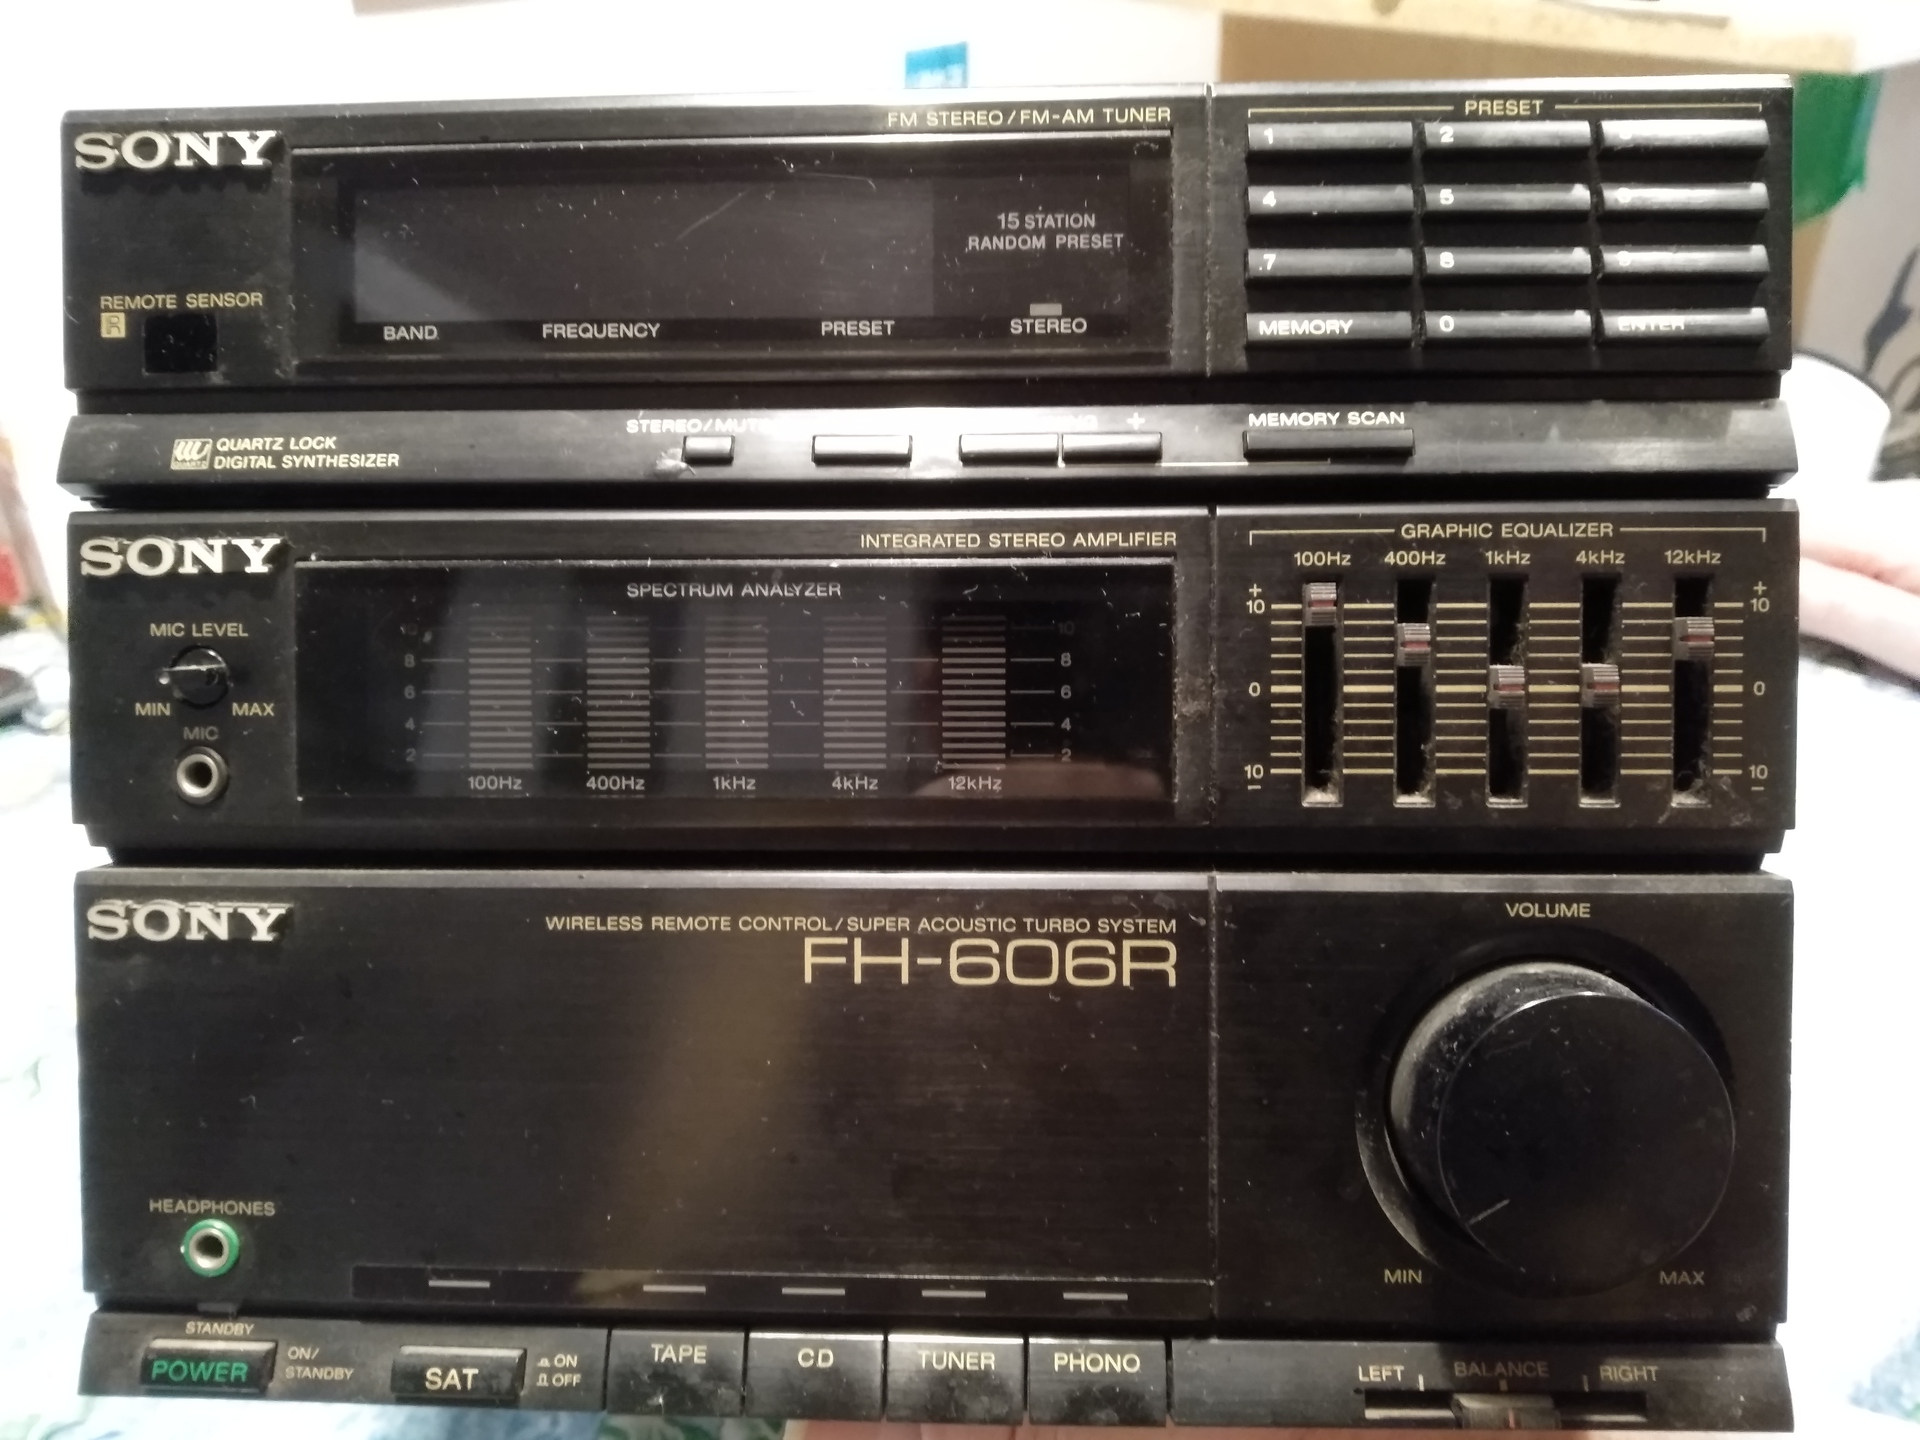 SONY
FM STEREO/FM-AM TUNER
PRESET
1 2
4 5
7 8
MEMORY 0 ENTER
15 STATION
RANDOM PRESET
REMOTE SENSOR
R
BAND FREQUENCY PRESET STEREO
QUARTZ LOCK
DIGITAL SYNTHESIZER
QUARTZ
STEREO/MUTE
+
MEMORY SCAN
SONY
INTEGRATED STEREO AMPLIFIER
SPECTRUM ANALYZER
MIC LEVEL
MIN MAX
MIC
10 10
8 8
6 6
4 4
2 2
100Hz 400Hz 1kHz 4kHz 12kHz
GRAPHIC EQUALIZER
100Hz 400Hz 1kHz 4kHz 12kHz
+ +
10 10
0 0
10 10
− −
SONY
WIRELESS REMOTE CONTROL/SUPER ACOUSTIC TURBO SYSTEM
FH-606R
VOLUME
MIN MAX
HEADPHONES
STANDBY
POWER
ON/
STANDBY
SAT
ON
OFF
TAPE CD TUNER PHONO
LEFT BALANCE RIGHT